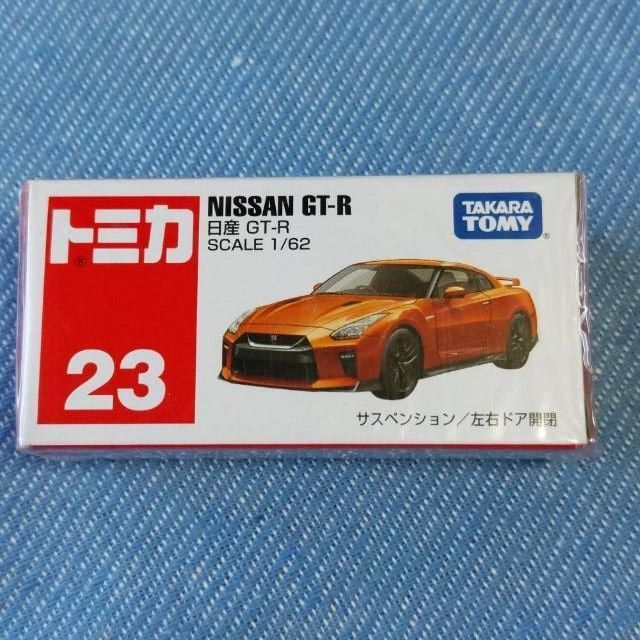 トミカ
®
23
NISSAN GT-R
日産 GT-R
SCALE 1/62
TAKARA
TOMY®
サスペンション/左右ドア開閉